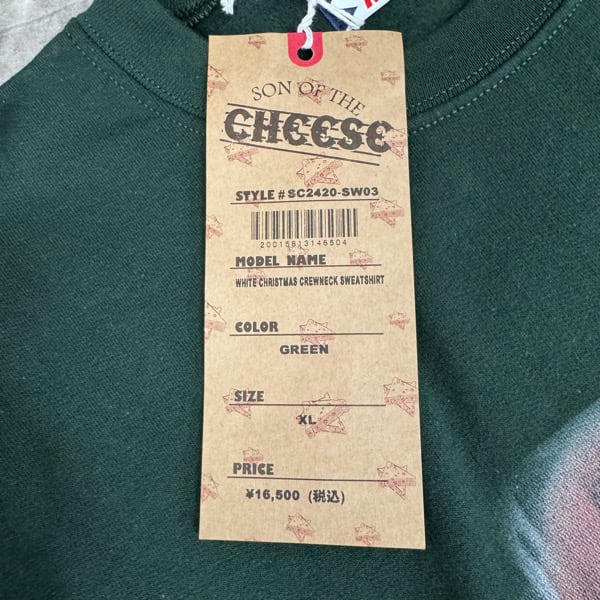 SON OF THE
CHEESE
STYLE # SC2420-SW03
20015813146504
MODEL NAME
WHITE CHRISTMAS CREWNECK SWEATSHIRT
COLOR
GREEN
SIZE
XL
PRICE
¥16,500 (税込)